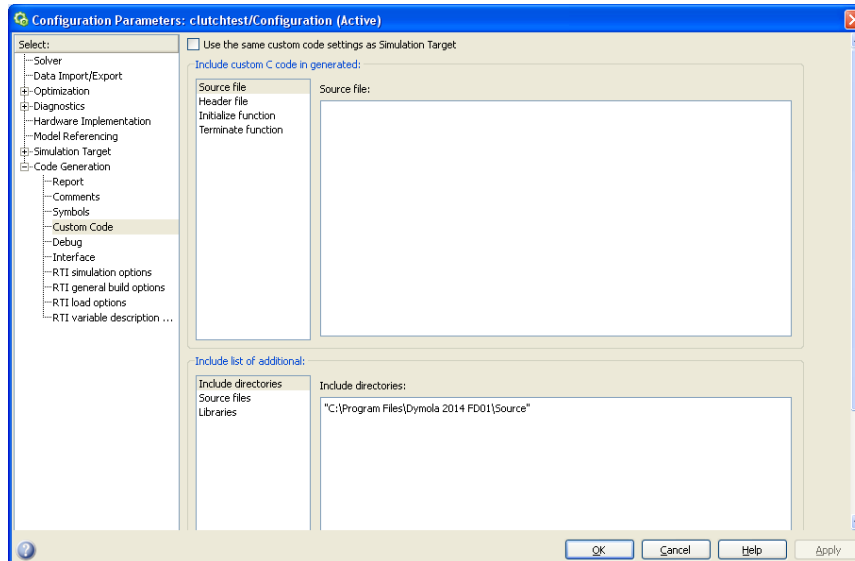 Configuration Parameters: clutchtest/Configuration (Active)
Select:
Solver
Data Import/Export
Optimization
Diagnostics
Hardware Implementation
Model Referencing
Simulation Target
Code Generation
Report
Comments
Symbols
Custom Code
Debug
Interface
RTI simulation options
RTI general build options
RTI load options
RTI variable description ...
Use the same custom code settings as Simulation Target
Include custom C code in generated:
Source file
Header file
Initialize function
Terminate function
Source file:
Include list of additional:
Include directories
Source files
Libraries
Include directories:
"C:\Program Files\Dymola 2014 FD01\Source"
OK
Cancel
Help
Apply